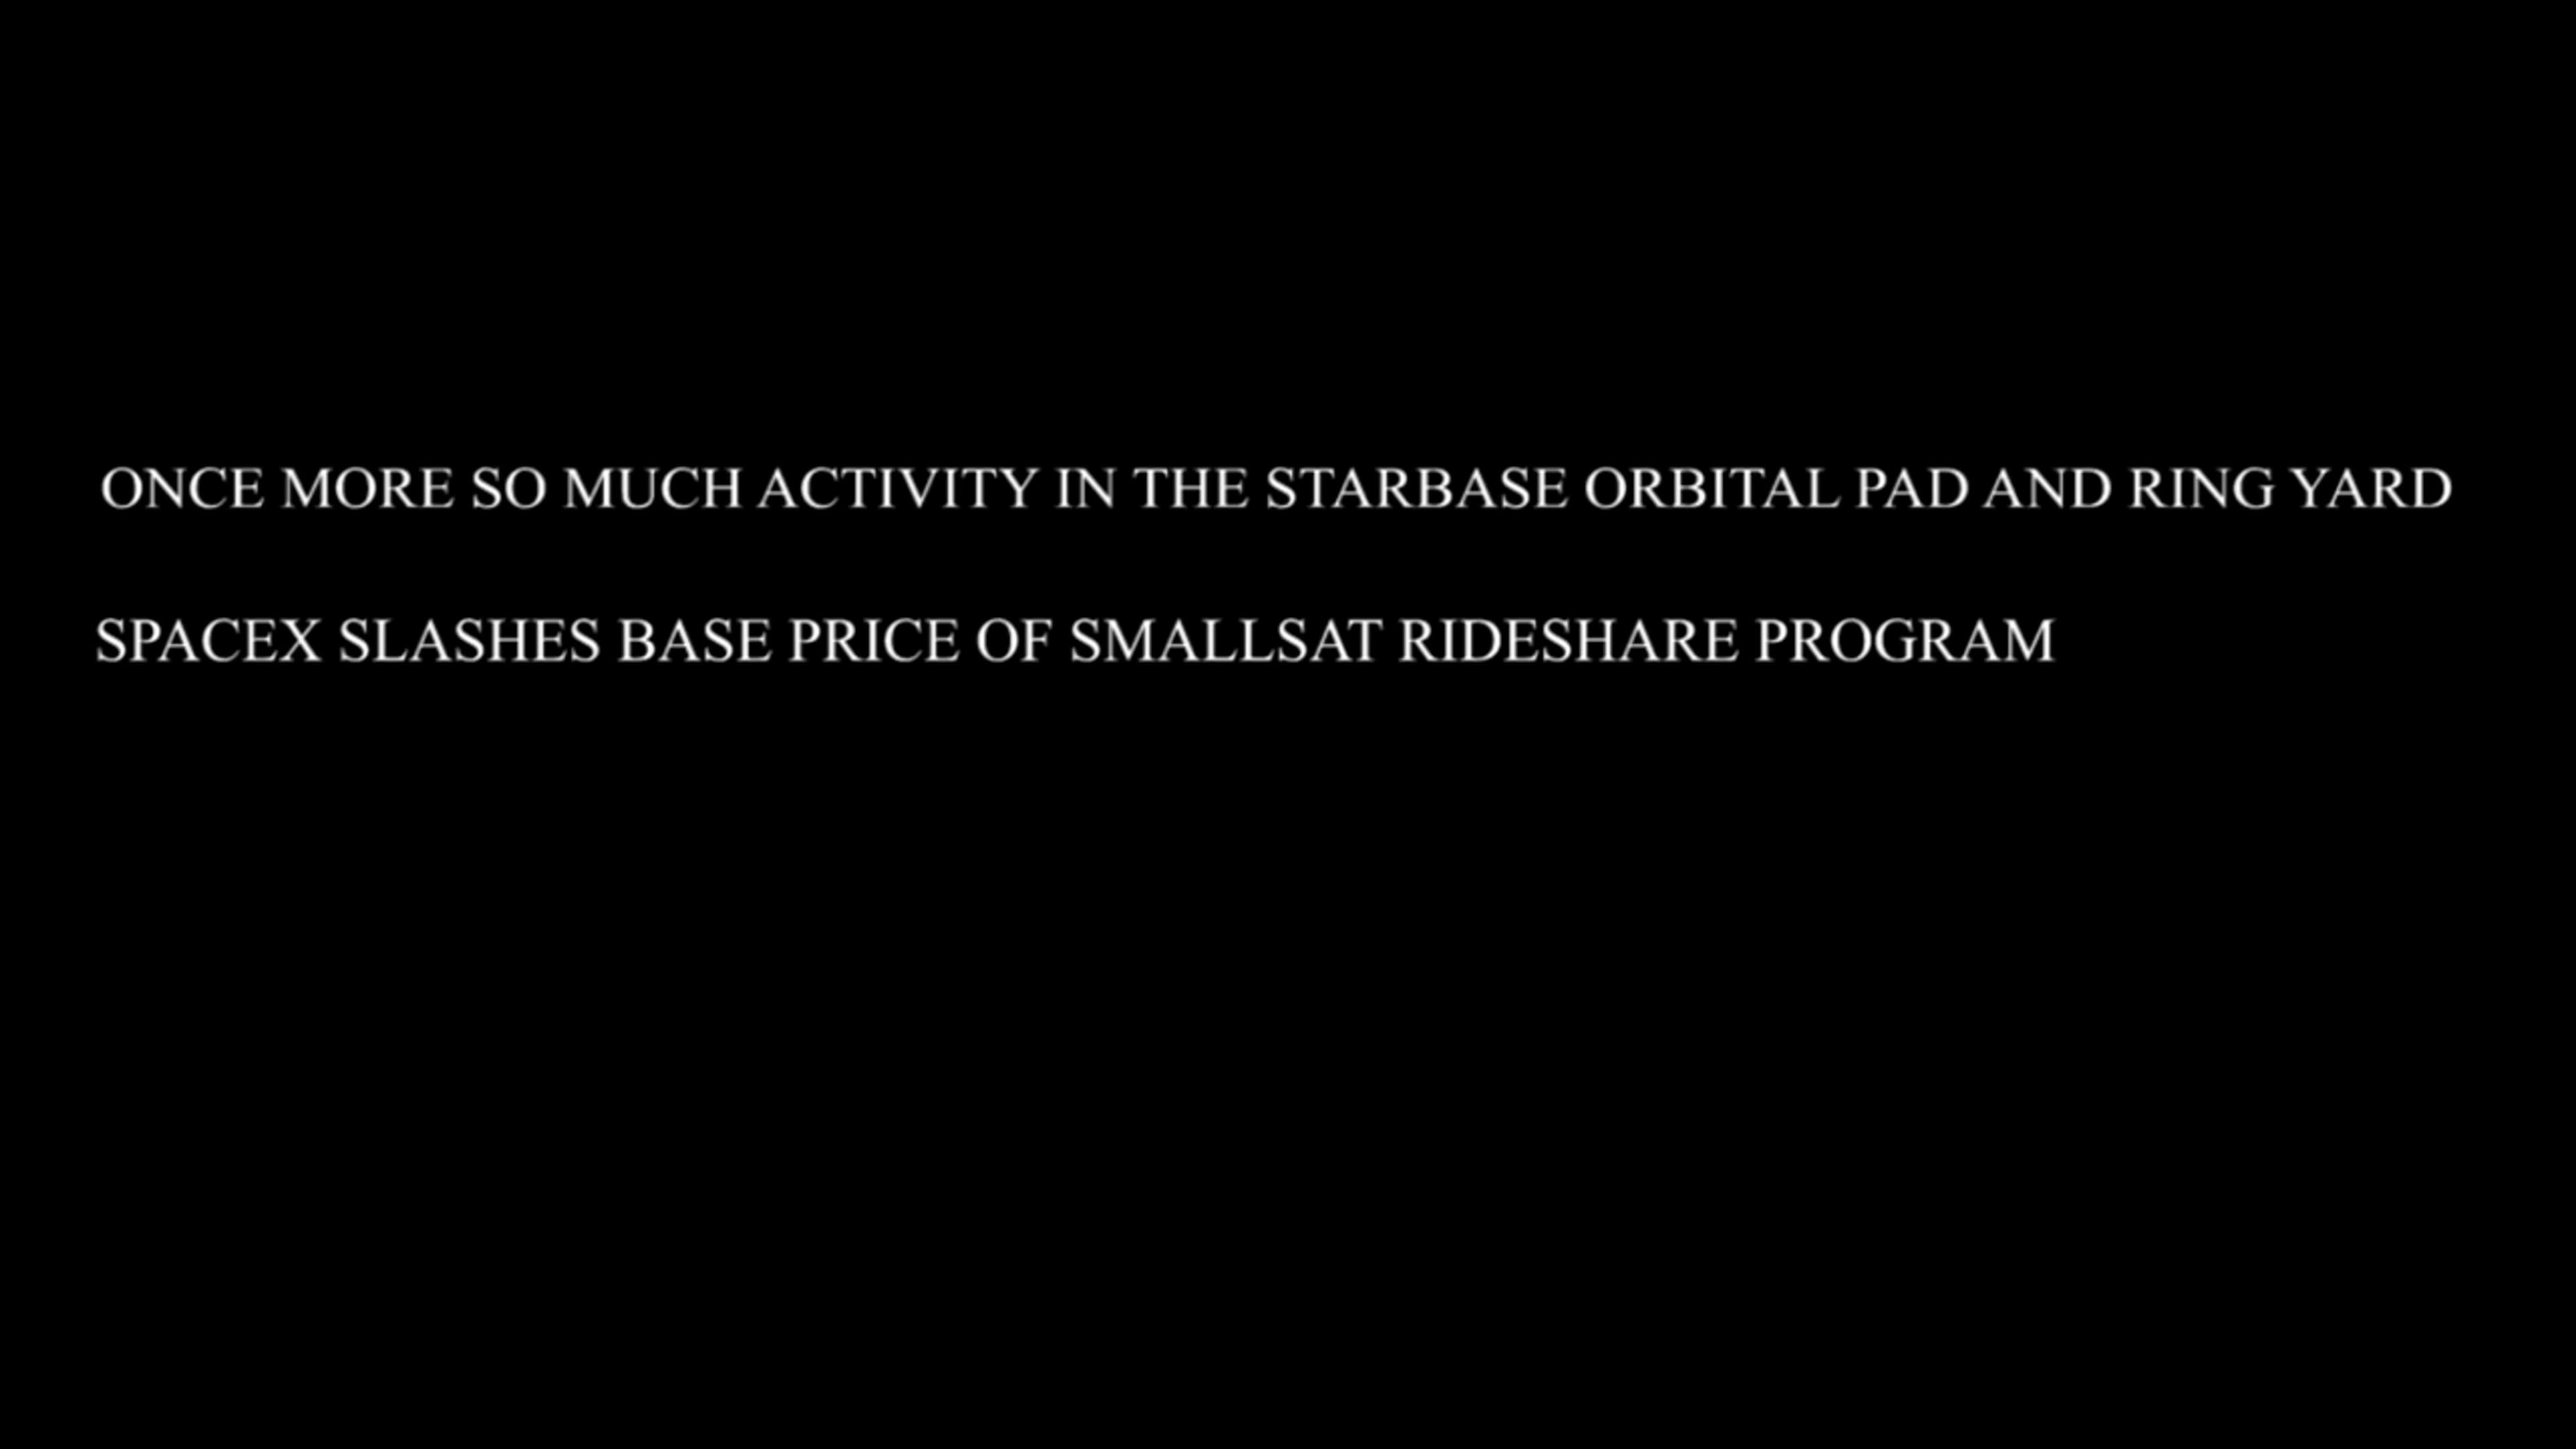 ONCE MORE SO MUCH ACTIVITY IN THE STARBASE ORBITAL PAD AND RING YARD
SPACEX SLASHES BASE PRICE OF SMALLSAT RIDESHARE PROGRAM